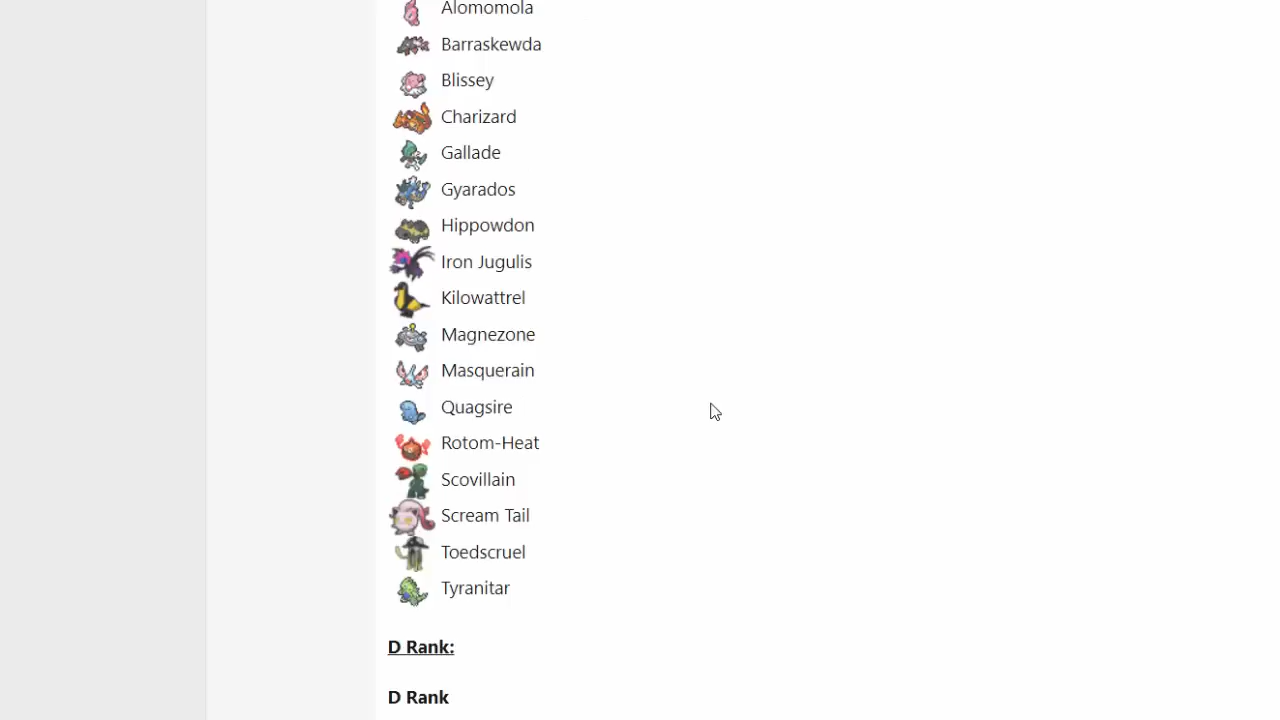 Alomomola
Barraskewda
Blissey
Charizard
Gallade
Gyarados
Hippowdon
Iron Jugulis
Kilowattrel
Magnezone
Masquerain
Quagsire
Rotom-Heat
Scovillain
Scream Tail
Toedscruel
Tyranitar
D Rank:
D Rank